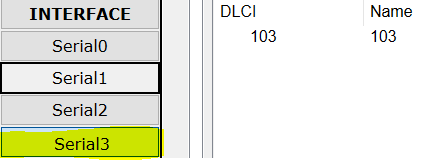 INTERFACE
Serial0
Serial1
Serial2
Serial3
DLCI Name
103 103